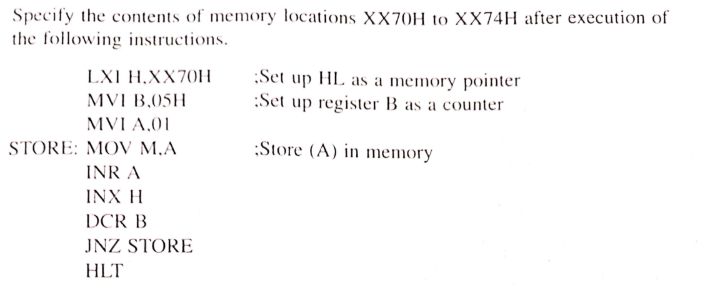 Specify the contents of memory locations XX70H to XX74H after execution of
the following instructions.
LXI H,XX70H ;Set up HL as a memory pointer
MVI B,05H ;Set up register B as a counter
MVI A,01
STORE: MOV M,A ;Store (A) in memory
INR A
INX H
DCR B
JNZ STORE
HLT